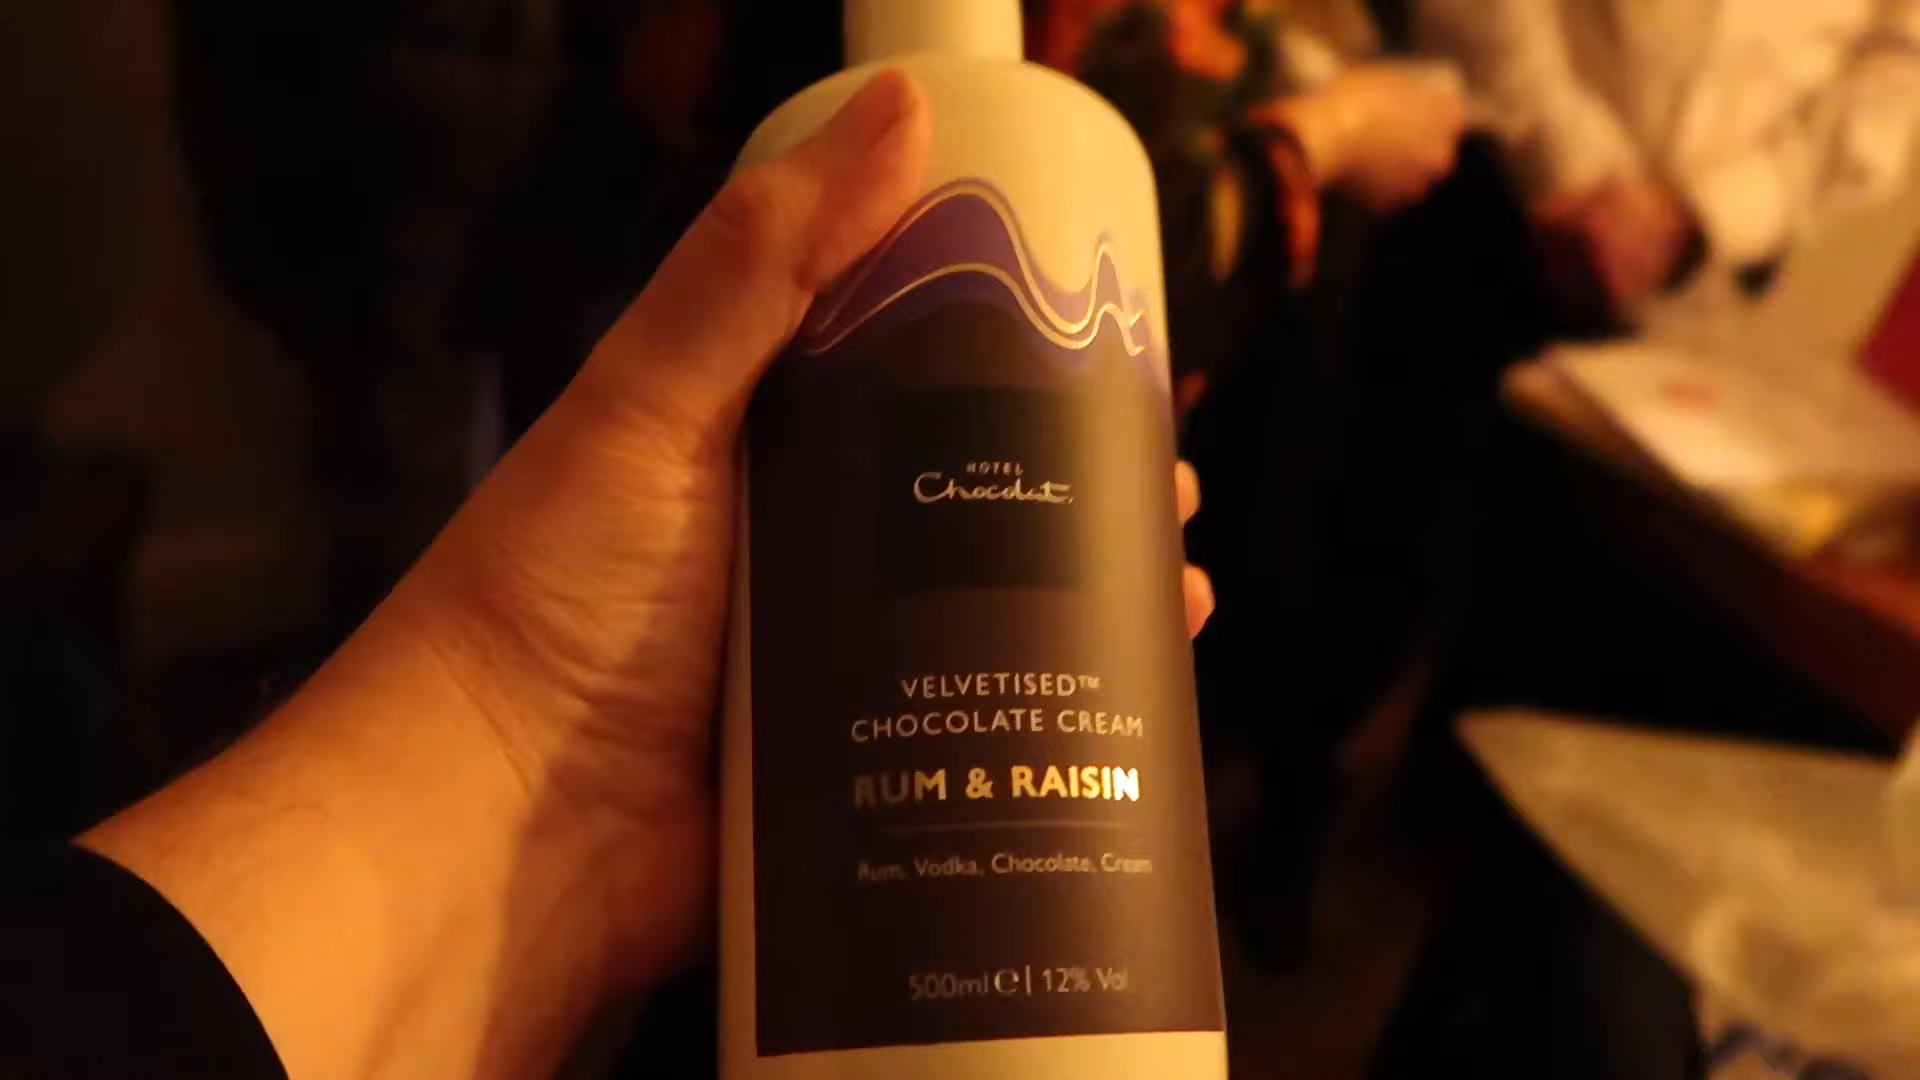 HOTEL
Chocolat.
VELVETISED™
CHOCOLATE CREAM
RUM & RAISIN
Rum, Vodka, Chocolate, Cream
500ml ℮ | 12% Vol